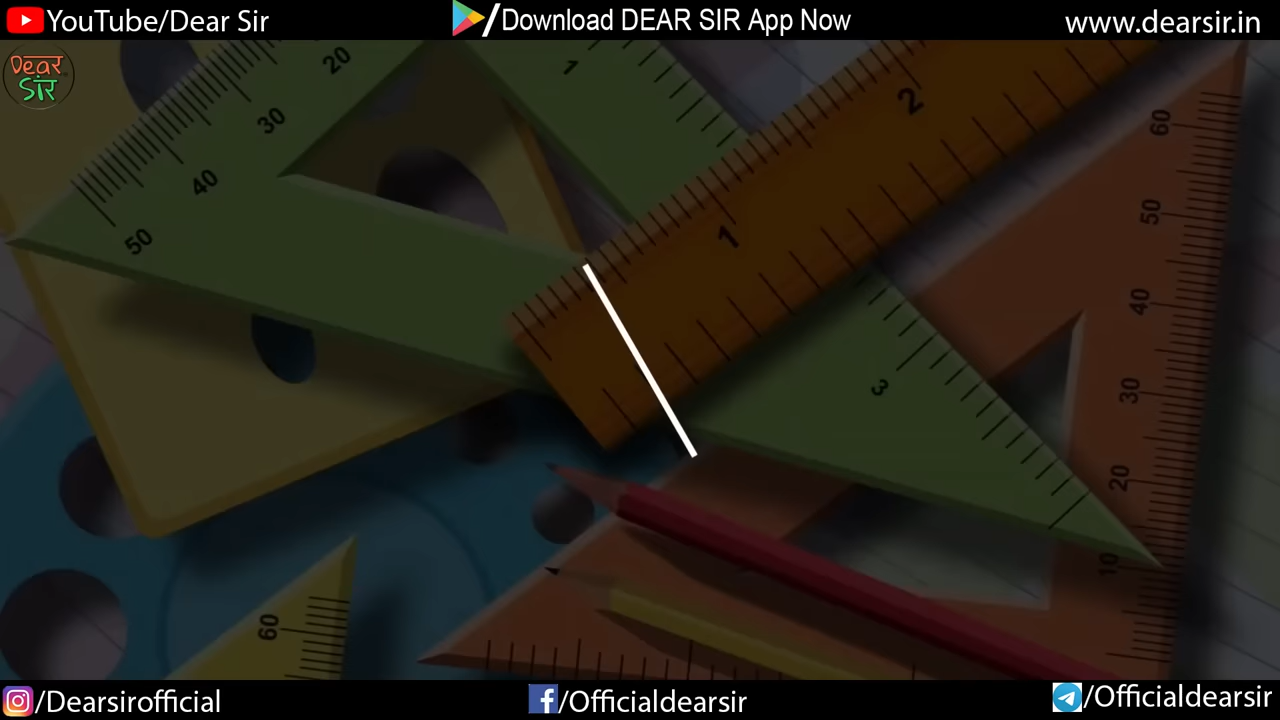 YouTube/Dear Sir
/Download DEAR SIR App Now
www.dearsir.in
Dear
Sir
20
30
40
50
1
1
2
3
60
50
40
30
20
10
60
/Dearsirofficial
/Officialdearsir
/Officialdearsir